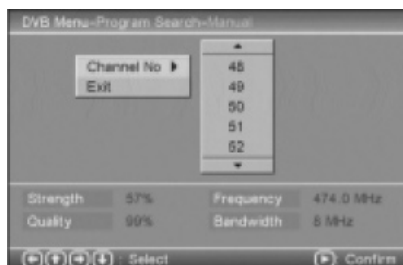 DVB Menu-Program Search-Manual
Channel No
Exit
48
49
50
51
52
Strength 57% Frequency 474.0 MHz
Quality 99% Bandwidth 8 MHz
: Select : Confirm